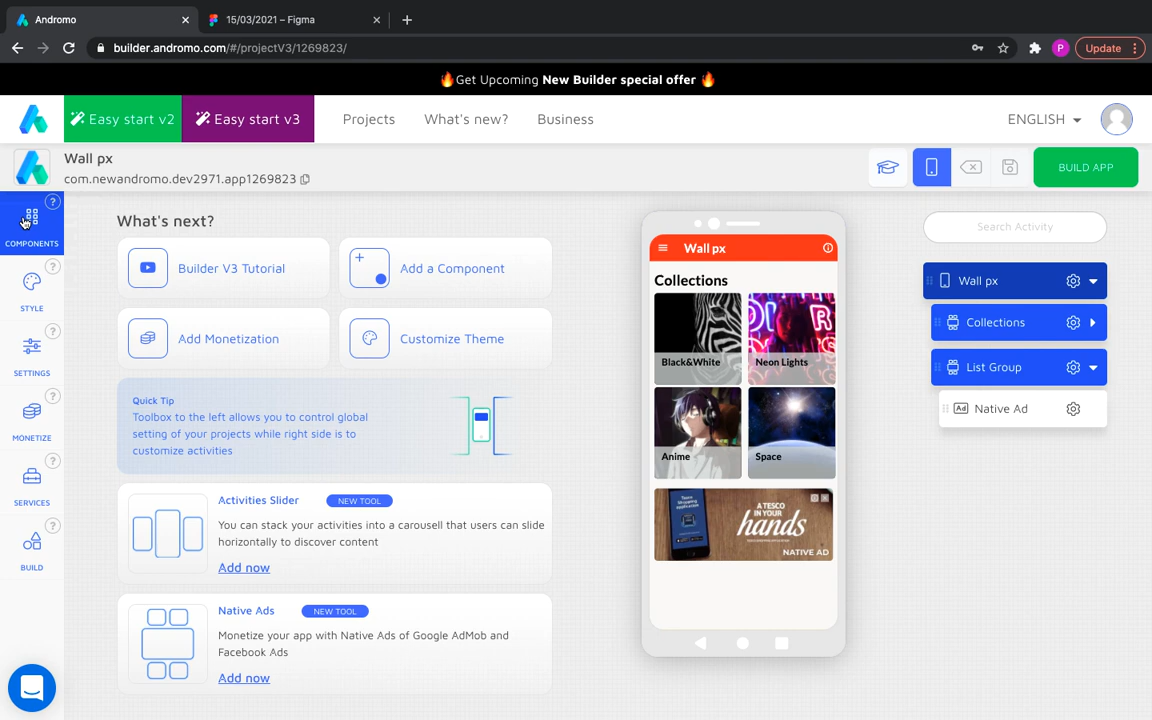 Andromo
15/03/2021 – Figma
builder.andromo.com/#/projectV3/1269823/
P
Update
🔥Get Upcoming New Builder special offer 🔥
Easy start v2
Easy start v3
Projects
What's new?
Business
ENGLISH
Wall px
com.newandromo.dev2971.app1269823
BUILD APP
?
COMPONENTS
?
STYLE
?
SETTINGS
?
MONETIZE
?
SERVICES
?
BUILD
What's next?
Builder V3 Tutorial
Add a Component
Add Monetization
Customize Theme
Quick Tip
Toolbox to the left allows you to control global
setting of your projects while right side is to
customize activities
Activities Slider
NEW TOOL
You can stack your activities into a carousell that users can slide
horizontally to discover content
Add now
Native Ads
NEW TOOL
Monetize your app with Native Ads of Google AdMob and
Facebook Ads
Add now
Wall px
Collections
Black&White
Neon Lights
Anime
Space
A TESCO
IN YOUR
hands
NATIVE AD
Search Activity
Wall px
Collections
List Group
Ad
Native Ad